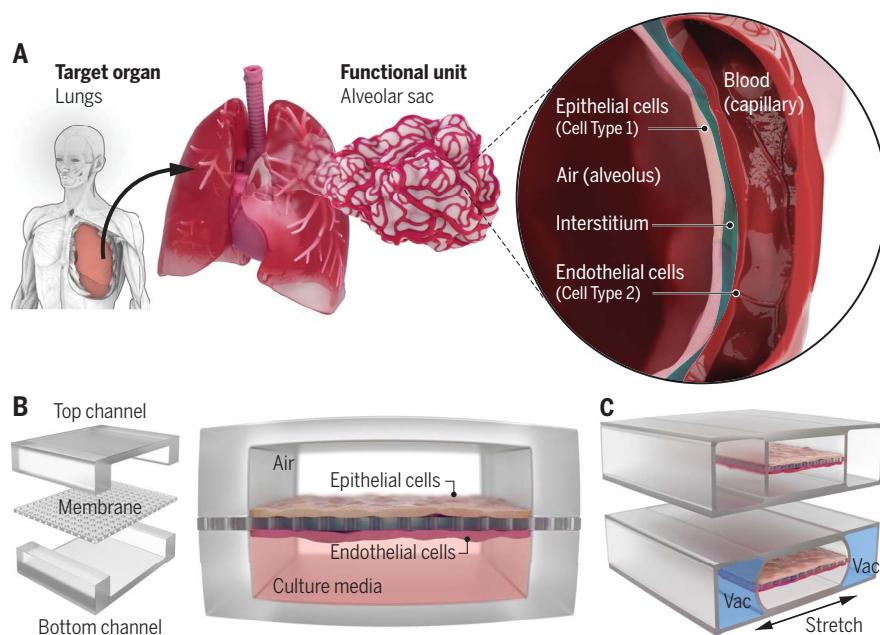 A
Target organ
Lungs
Functional unit
Alveolar sac
Epithelial cells
(Cell Type 1)
Blood
(capillary)
Air (alveolus)
Interstitium
Endothelial cells
(Cell Type 2)
B
Top channel
Membrane
Bottom channel
Air
Epithelial cells
Endothelial cells
Culture media
C
Vac
Vac
Stretch